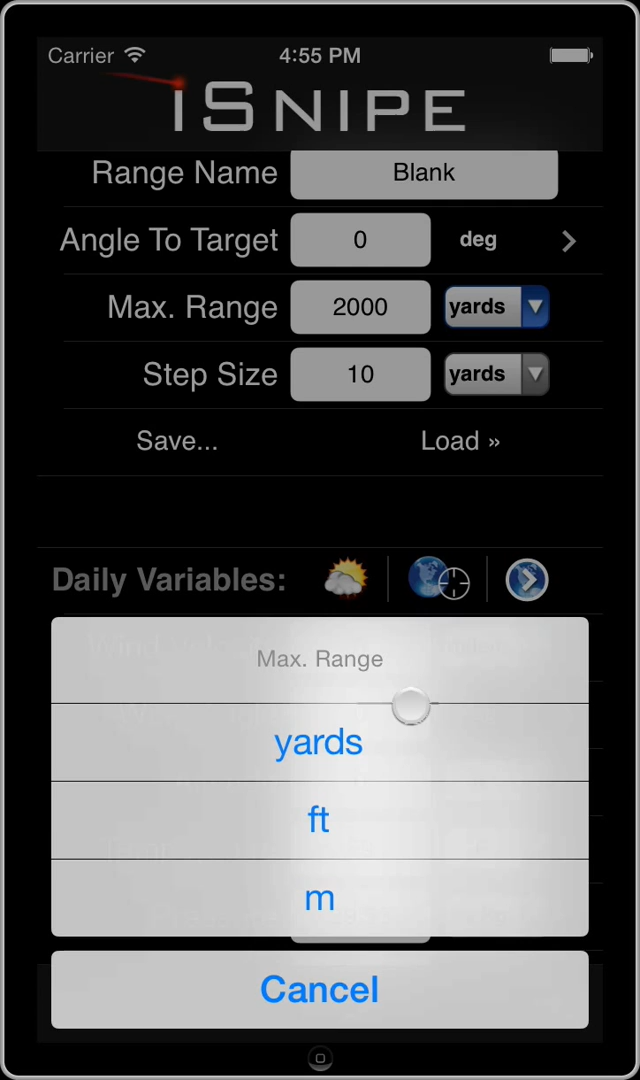 Carrier 4:55 PM
iSNIPE
Range Name Blank
Angle To Target 0 deg
Max. Range 2000 yards
Step Size 10 yards
Save... Load »
Daily Variables:
Max. Range
yards
ft
m
Cancel